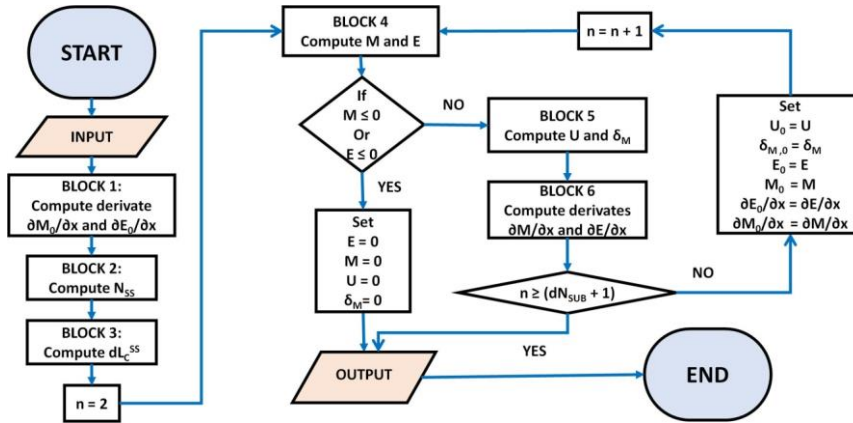 START
INPUT
BLOCK 1:
Compute derivate
∂M₀/∂x and ∂E₀/∂x
BLOCK 2:
Compute N_SS
BLOCK 3:
Compute dL_C^SS
n = 2
BLOCK 4
Compute M and E
If
M ≤ 0
Or
E ≤ 0
NO
YES
Set
E = 0
M = 0
U = 0
δ_M = 0
BLOCK 5
Compute U and δ_M
BLOCK 6
Compute derivates
∂M/∂x and ∂E/∂x
n ≥ (dN_SUB + 1)
NO
YES
n = n + 1
Set
U₀ = U
δ_M,0 = δ_M
E₀ = E
M₀ = M
∂E₀/∂x = ∂E/∂x
∂M₀/∂x = ∂M/∂x
OUTPUT
END